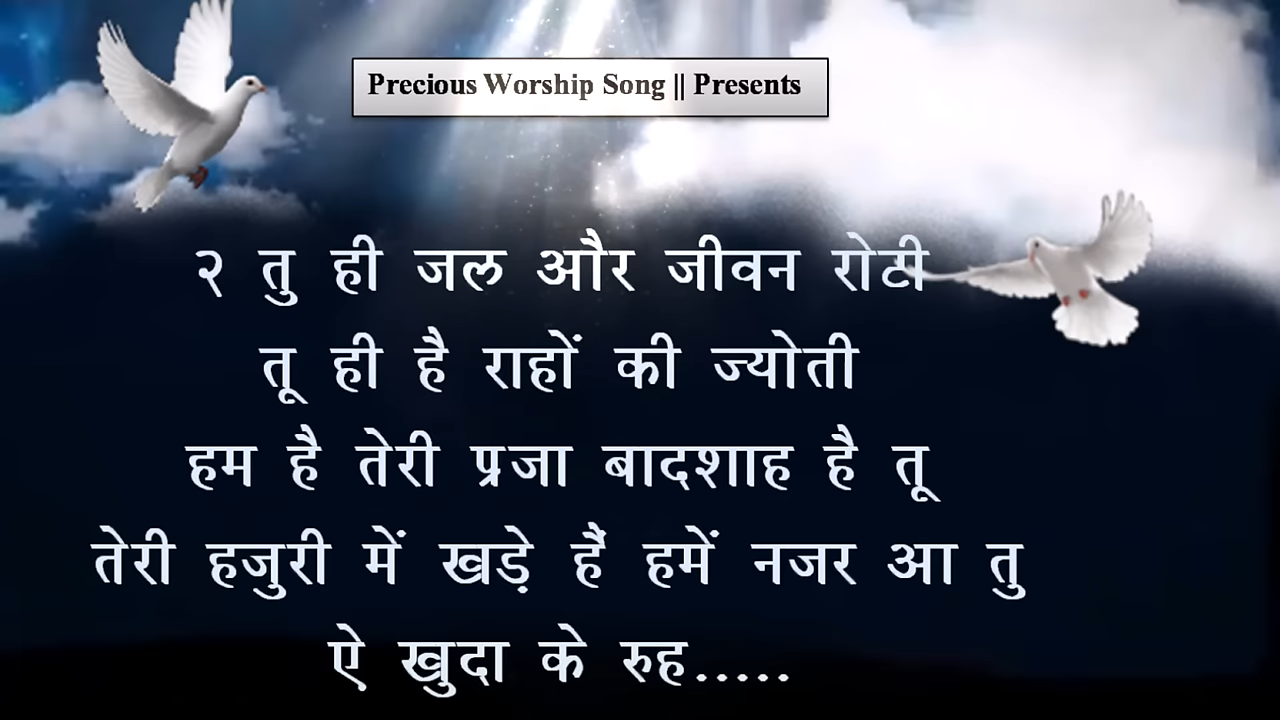 Precious Worship Song || Presents
२ तु ही जल और जीवन रोटी
तू ही है राहों की ज्योती
हम है तेरी प्रजा बादशाह है तू
तेरी हजुरी में खड़े हैं हमें नजर आ तु
ऐ खुदा के रुह.....